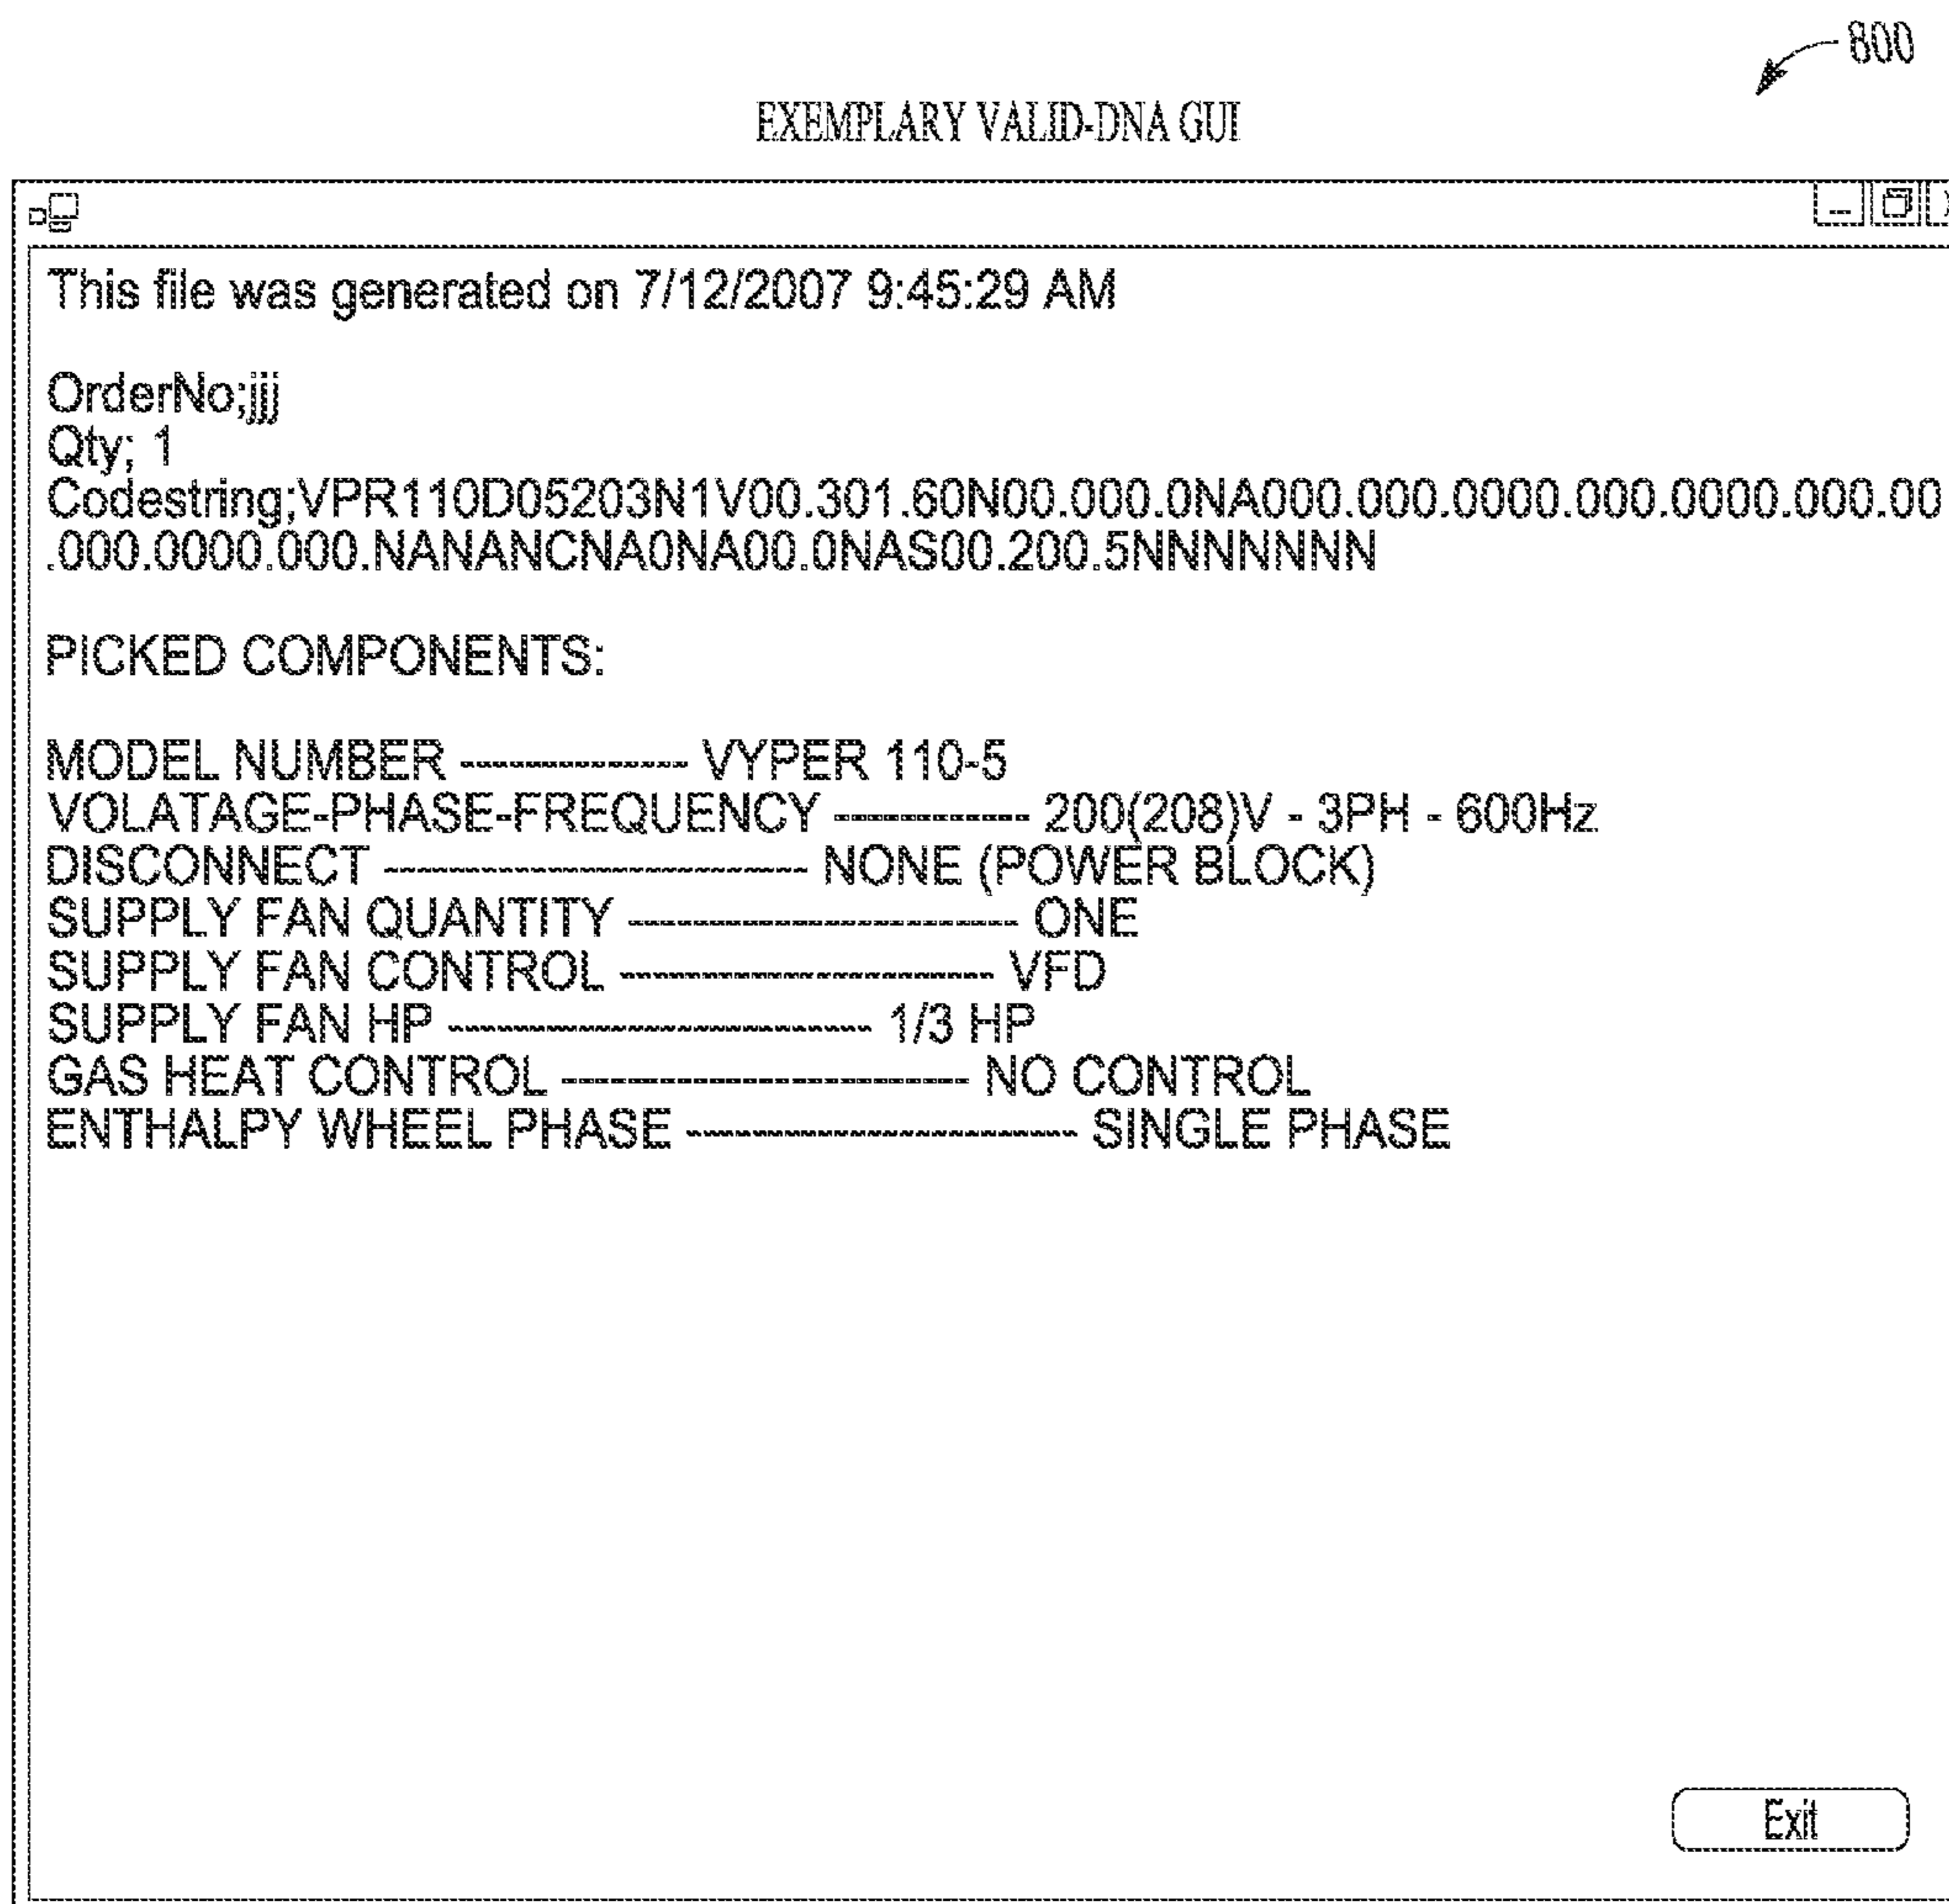 800
EXEMPLARY VALID-DNA GUI
This file was generated on 7/12/2007 9:45:29 AM
OrderNo;jjj
Qty; 1
Codestring;VPR110D05203N1V00.301.60N00.000.0NA000.000.0000.000.0000.000.00
.000.0000.000.NANANCNA0NA00.0NAS00.200.5NNNNNNN
PICKED COMPONENTS:
MODEL NUMBER -------------- VYPER 110-5
VOLATAGE-PHASE-FREQUENCY ------------ 200(208)V - 3PH - 600Hz
DISCONNECT -------------------------- NONE (POWER BLOCK)
SUPPLY FAN QUANTITY ------------------------ ONE
SUPPLY FAN CONTROL ----------------------- VFD
SUPPLY FAN HP -------------------------- 1/3 HP
GAS HEAT CONTROL ------------------------- NO CONTROL
ENTHALPY WHEEL PHASE ------------------------ SINGLE PHASE
Exit